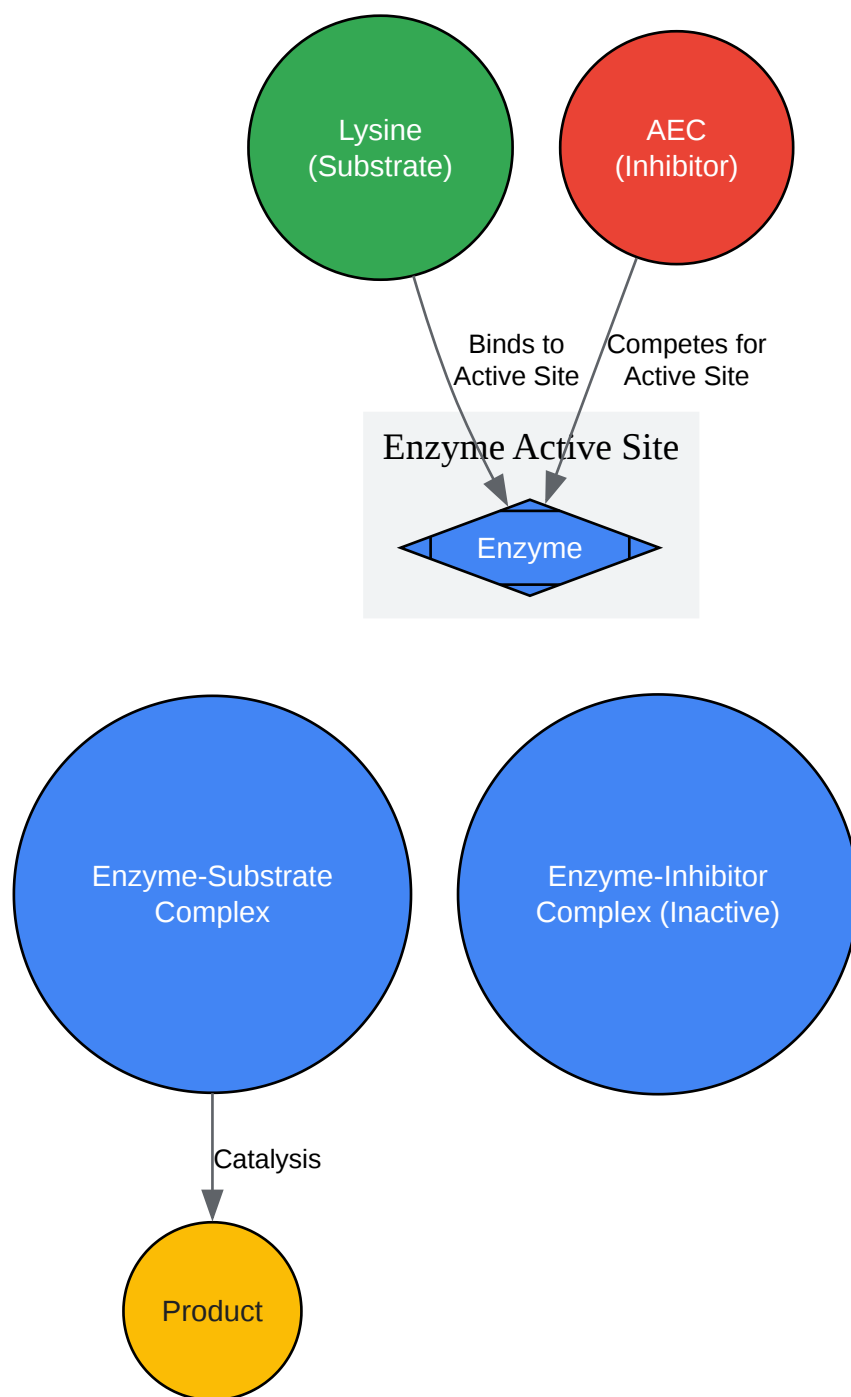 Lysine
(Substrate)
AEC
(Inhibitor)
Binds to
Active Site
Competes for
Active Site
Enzyme Active Site
Enzyme
Enzyme-Substrate
Complex
Enzyme-Inhibitor
Complex (Inactive)
Catalysis
Product